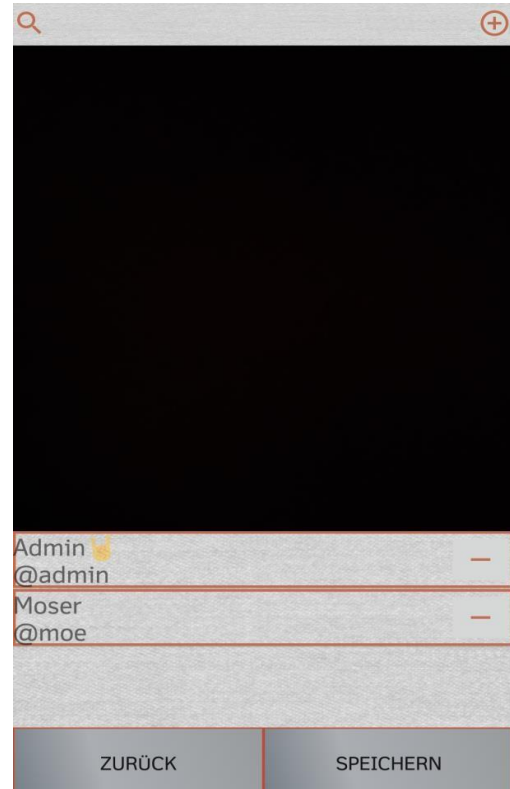 Admin🤘
@admin
Moser
@moe
ZURÜCK
SPEICHERN